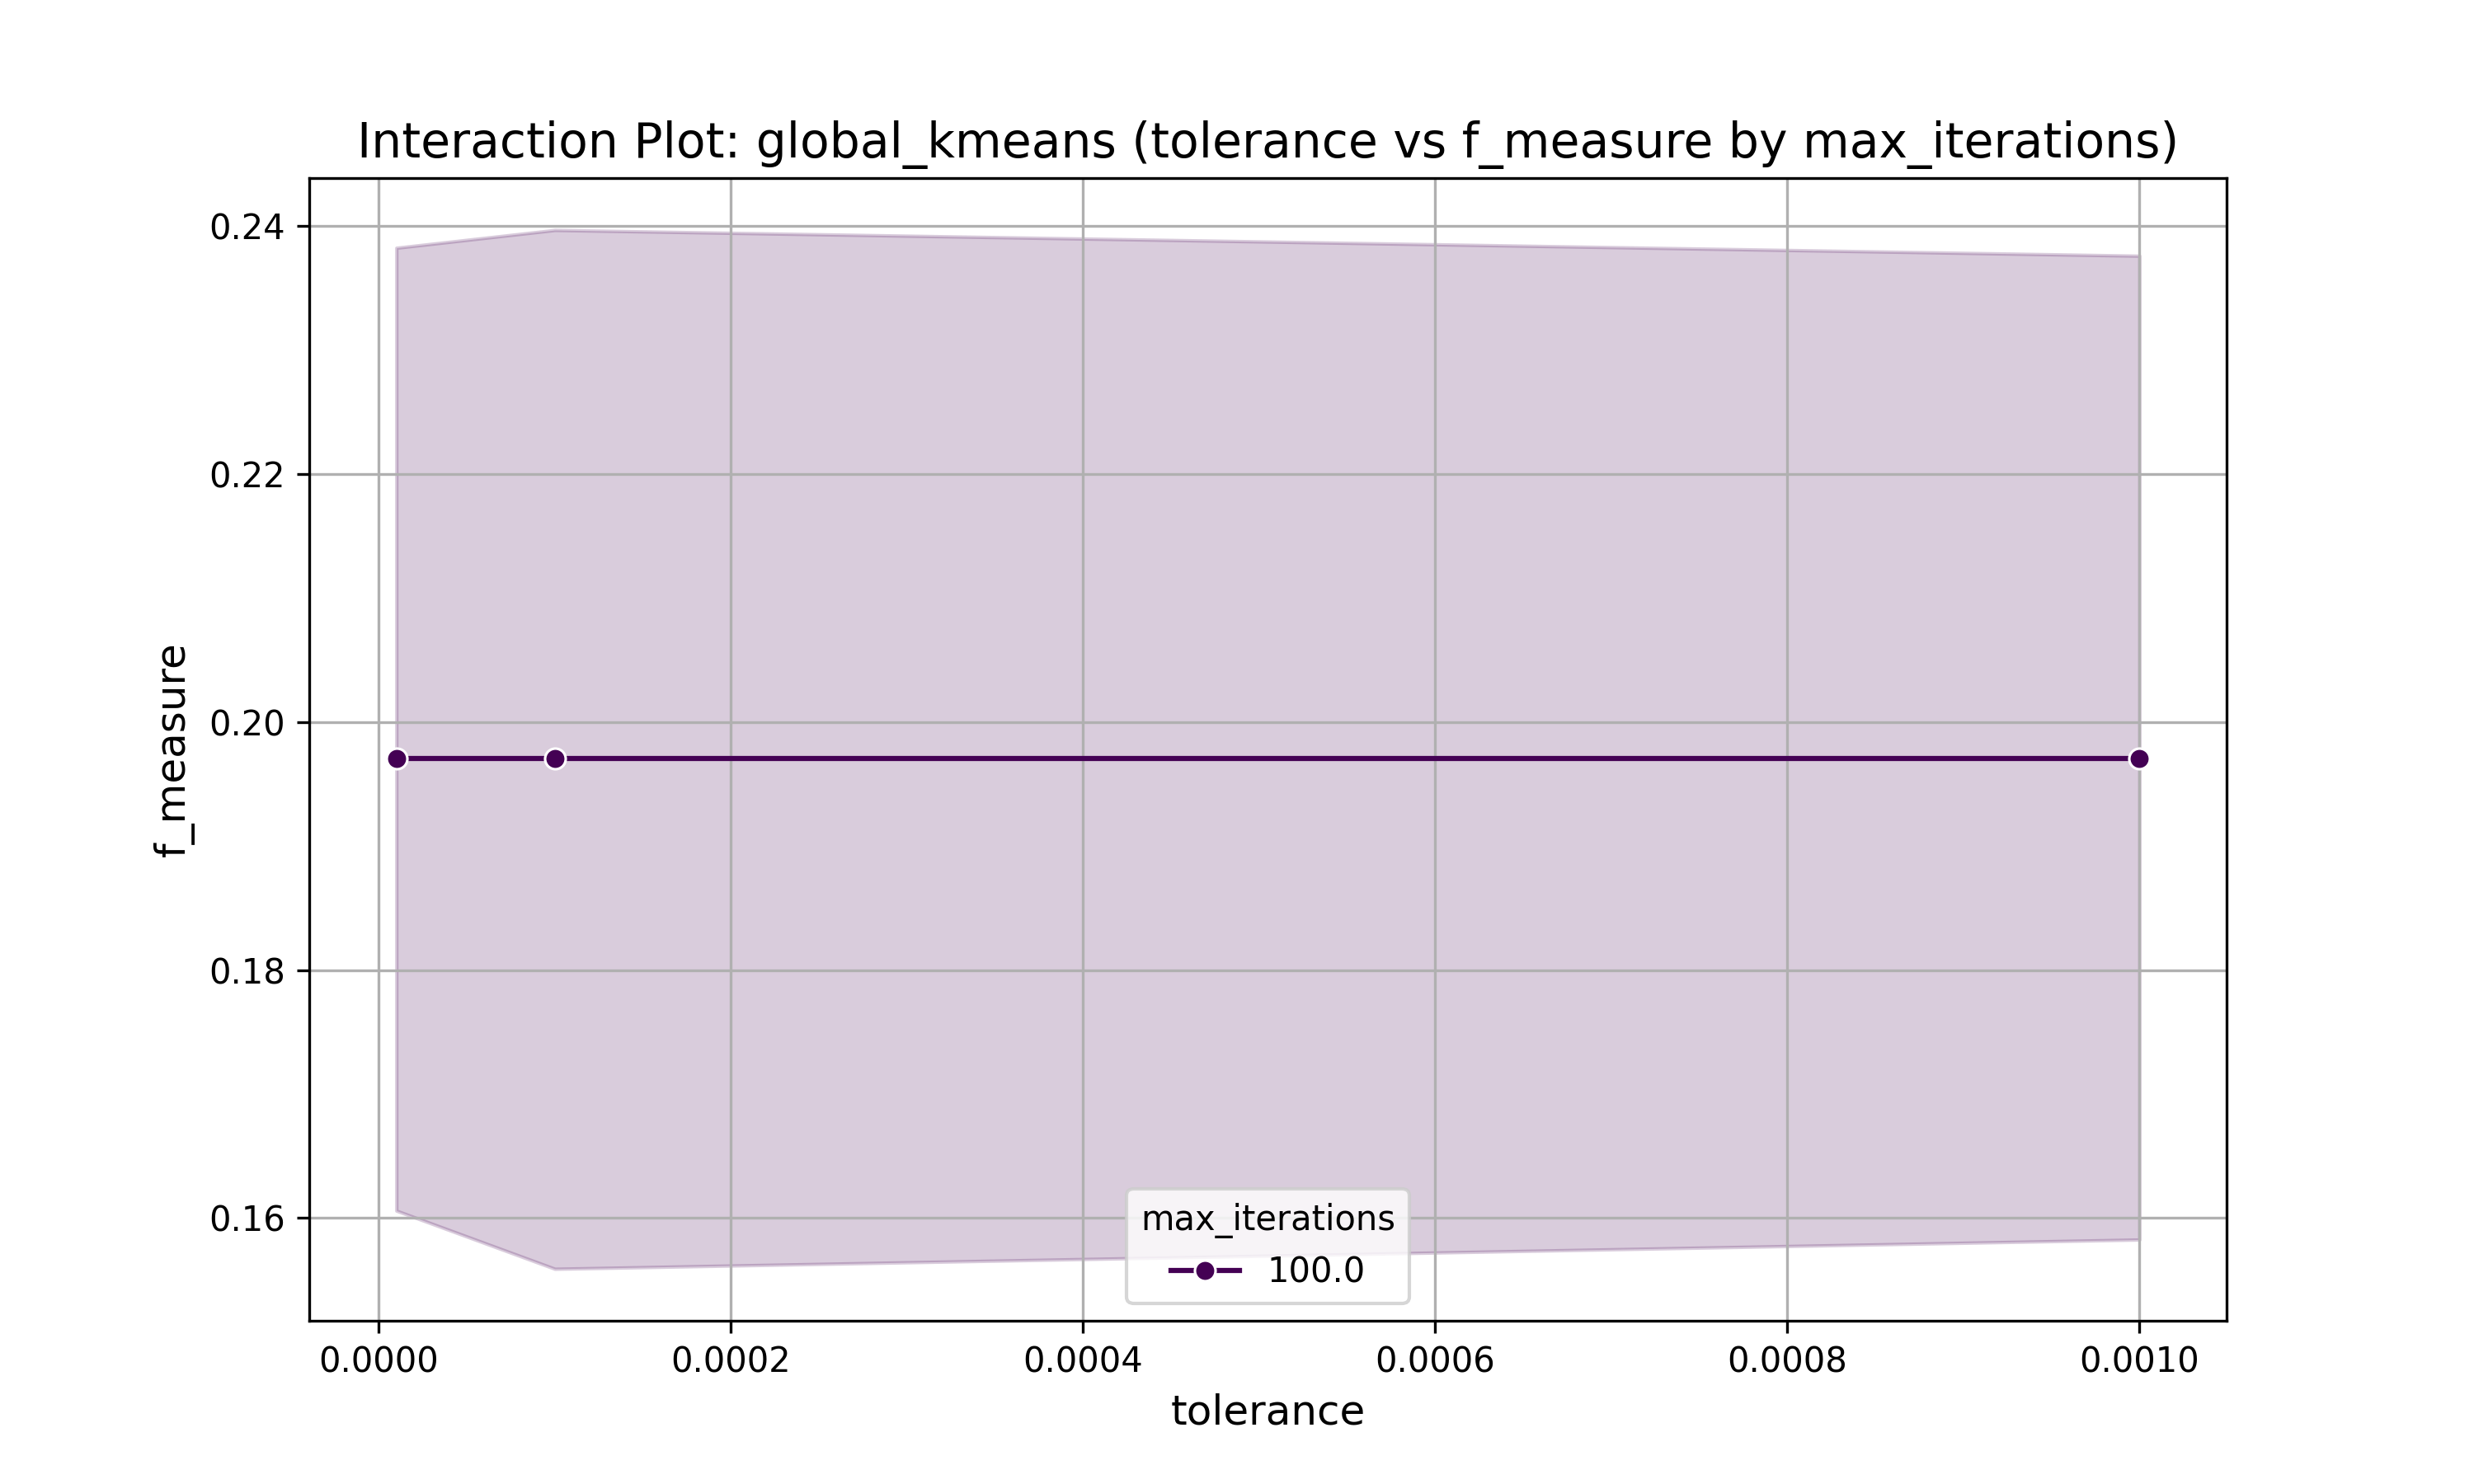 Interaction Plot: global_kmeans (tolerance vs f_measure by max_iterations)
0.24
0.22
0.20
0.18
0.16
f_measure
max_iterations
100.0
0.0000 0.0002 0.0004 0.0006 0.0008 0.0010
tolerance